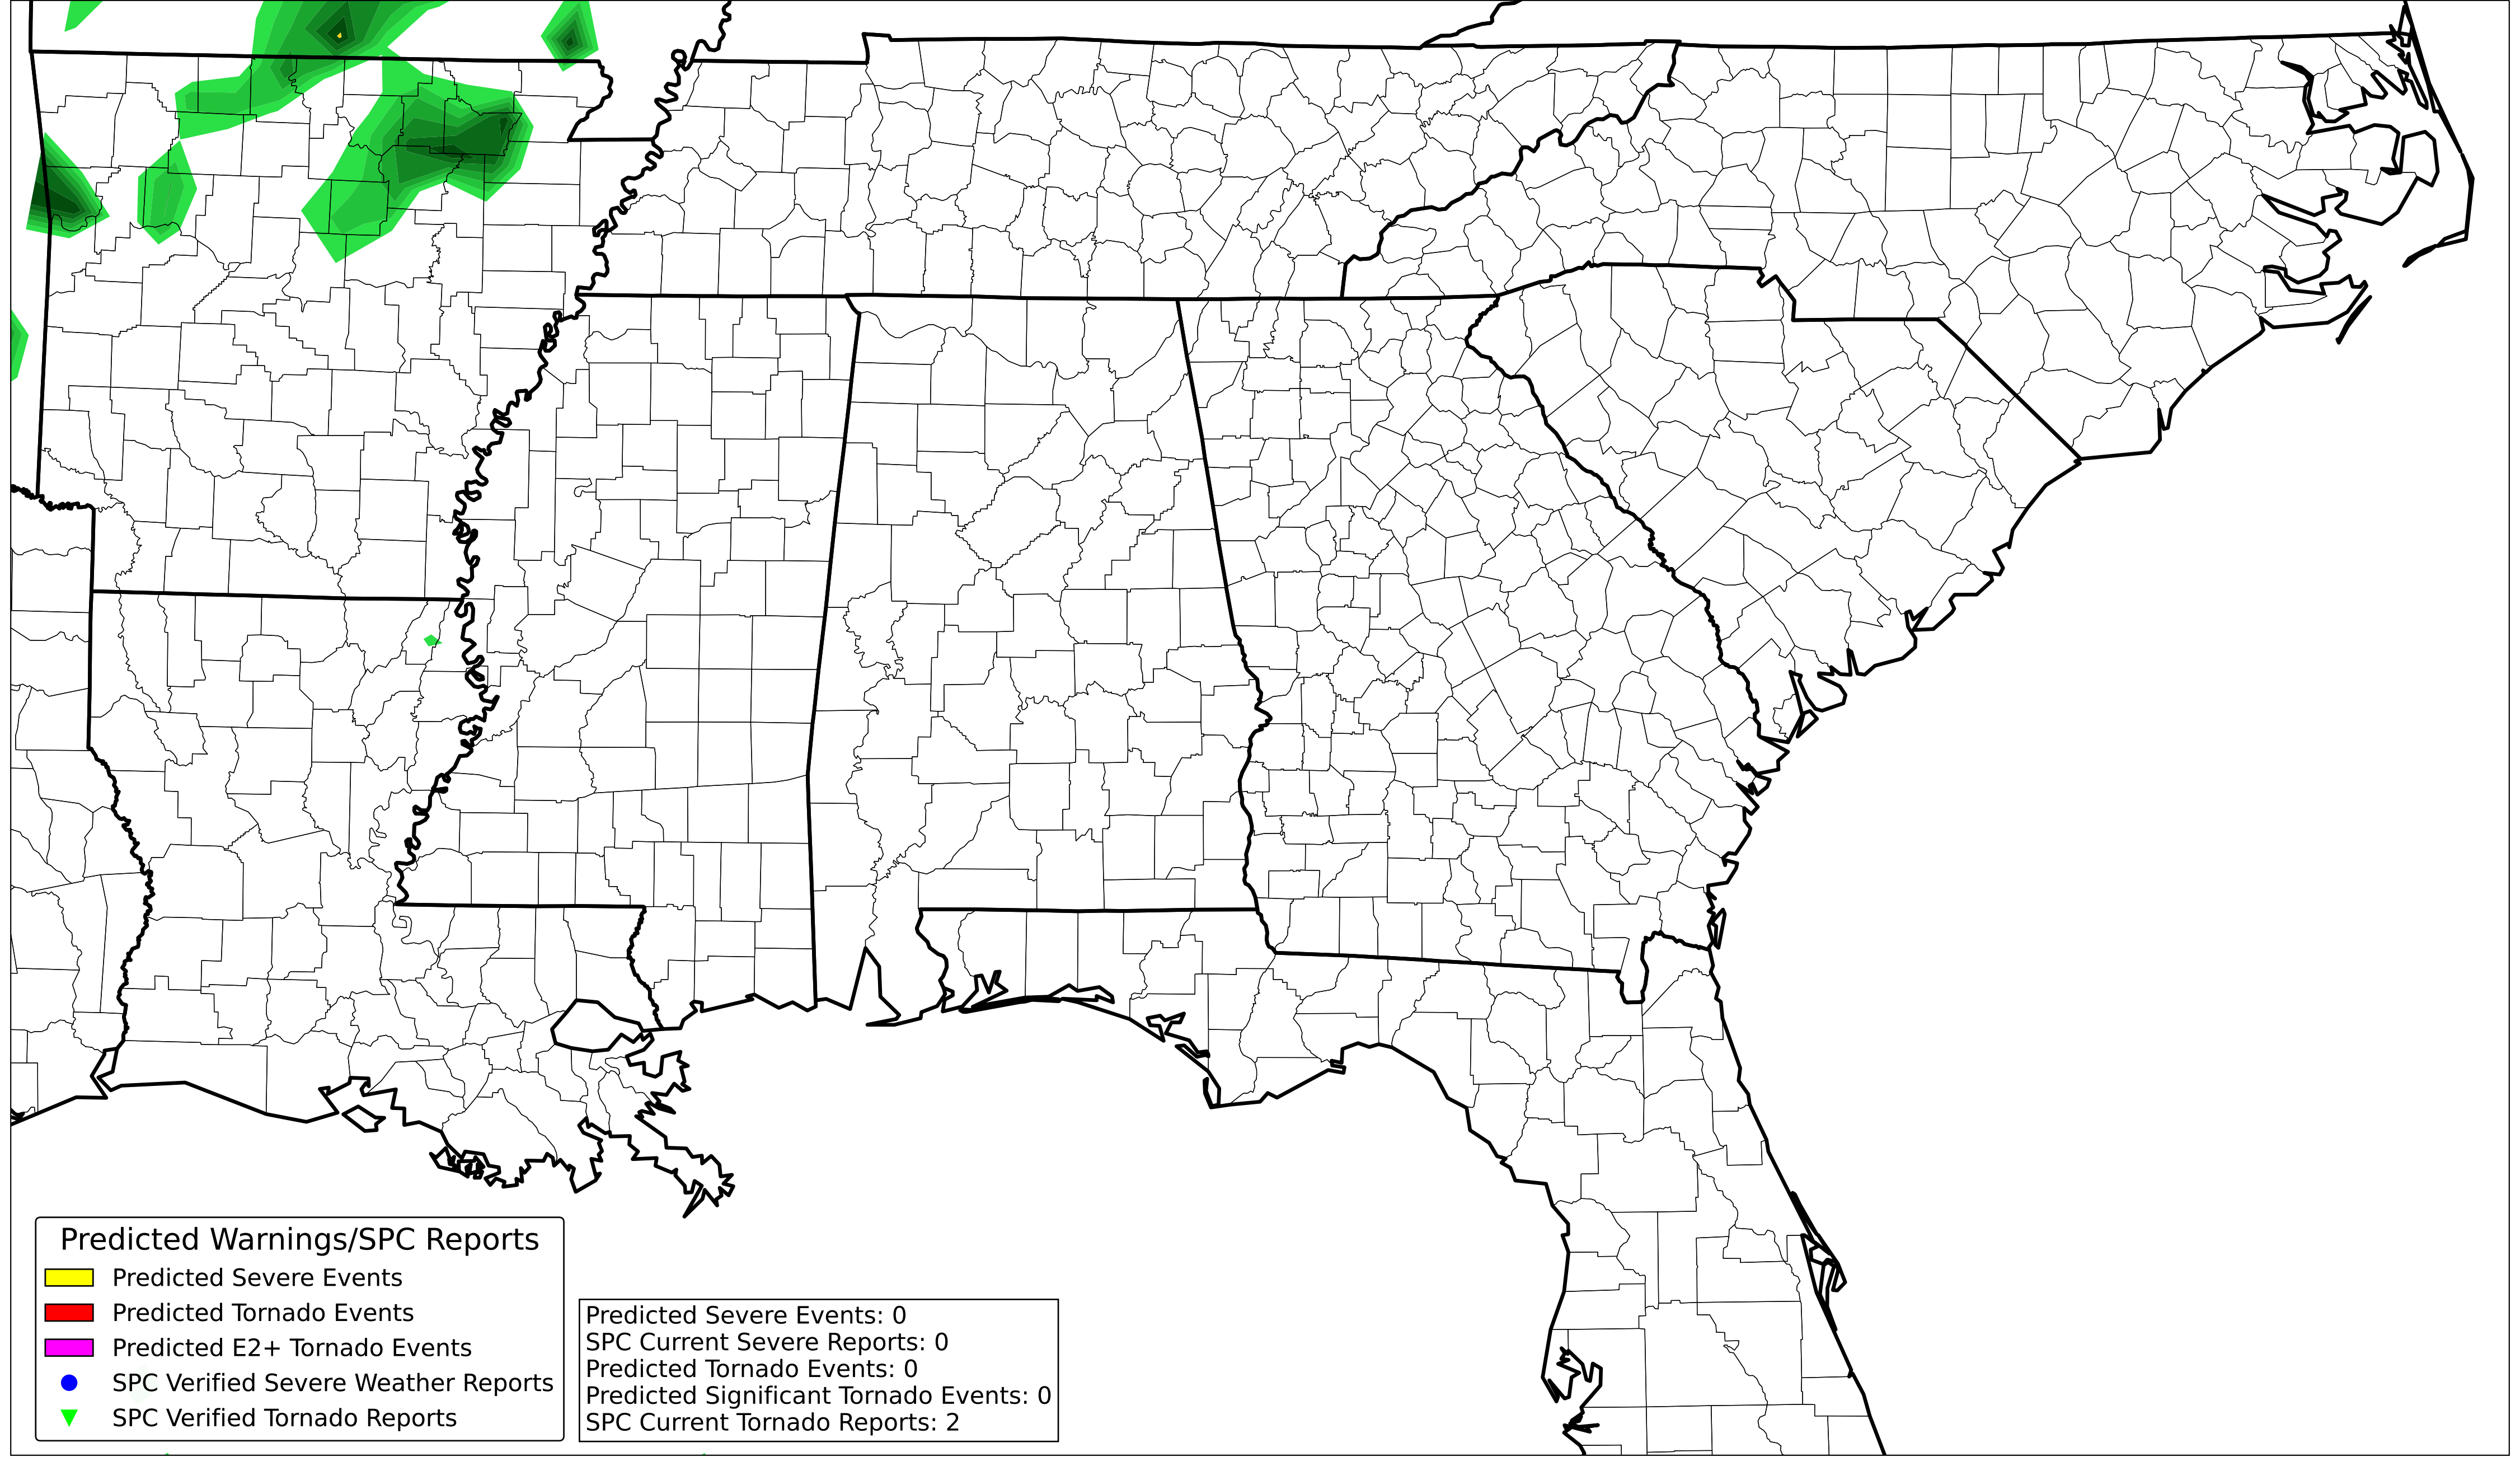 Predicted Warnings/SPC Reports
Predicted Severe Events
Predicted Tornado Events
Predicted E2+ Tornado Events
SPC Verified Severe Weather Reports
SPC Verified Tornado Reports
Predicted Severe Events: 0
SPC Current Severe Reports: 0
Predicted Tornado Events: 0
Predicted Significant Tornado Events: 0
SPC Current Tornado Reports: 2